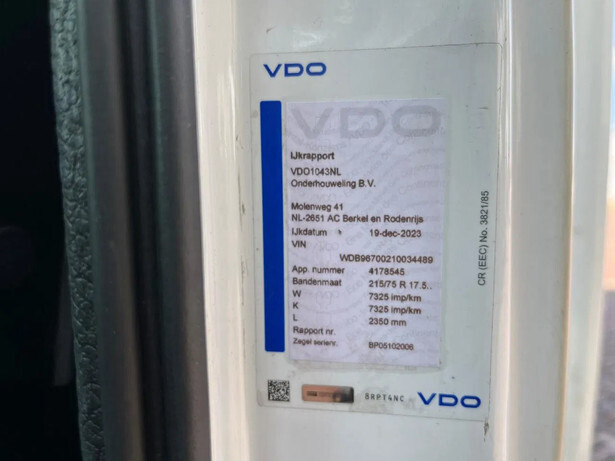 VDO
VDO
IJkrapport
VDO1043NL
Onderhouweling B.V.
Molenweg 41
NL-2651 AC Berkel en Rodenrijs
IJkdatum 19-dec-2023
VIN
WDB96700210034489
App. nummer 4178545
Bandenmaat 215/75 R 17.5..
W 7325 imp/km
K 7325 imp/km
L 2350 mm
Rapport nr.
Zegel serienr. BP05102006
CR (EEC) No. 3821/85
BRPT4NC
VDO